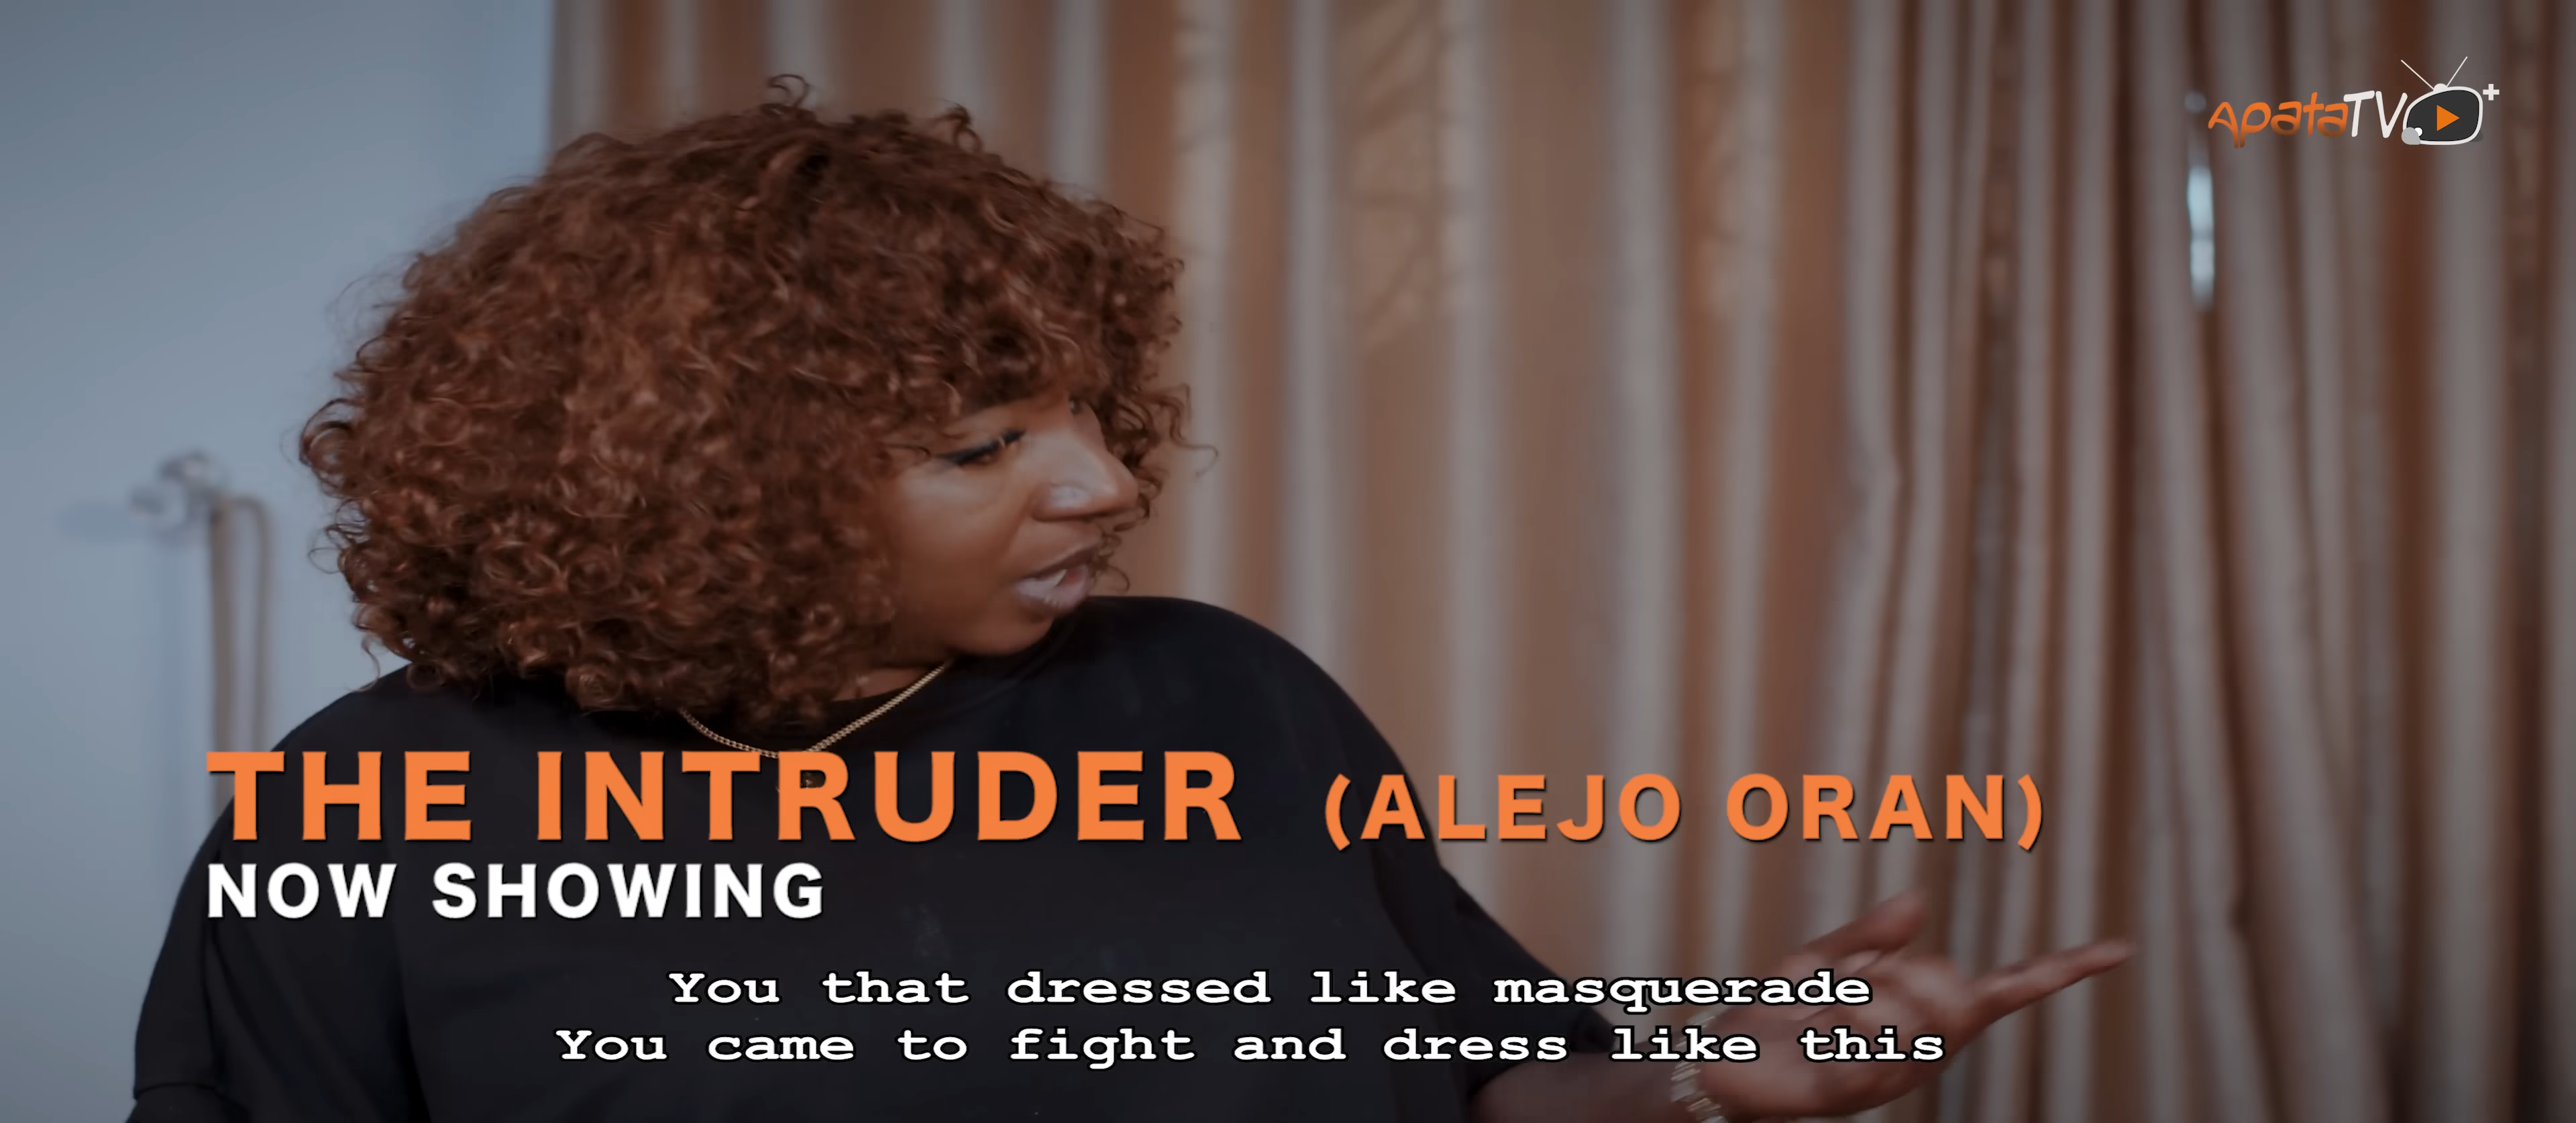 ApataTV+
THE INTRUDER (ALEJO ORAN)
NOW SHOWING
You that dressed like masquerade
You came to fight and dress like this